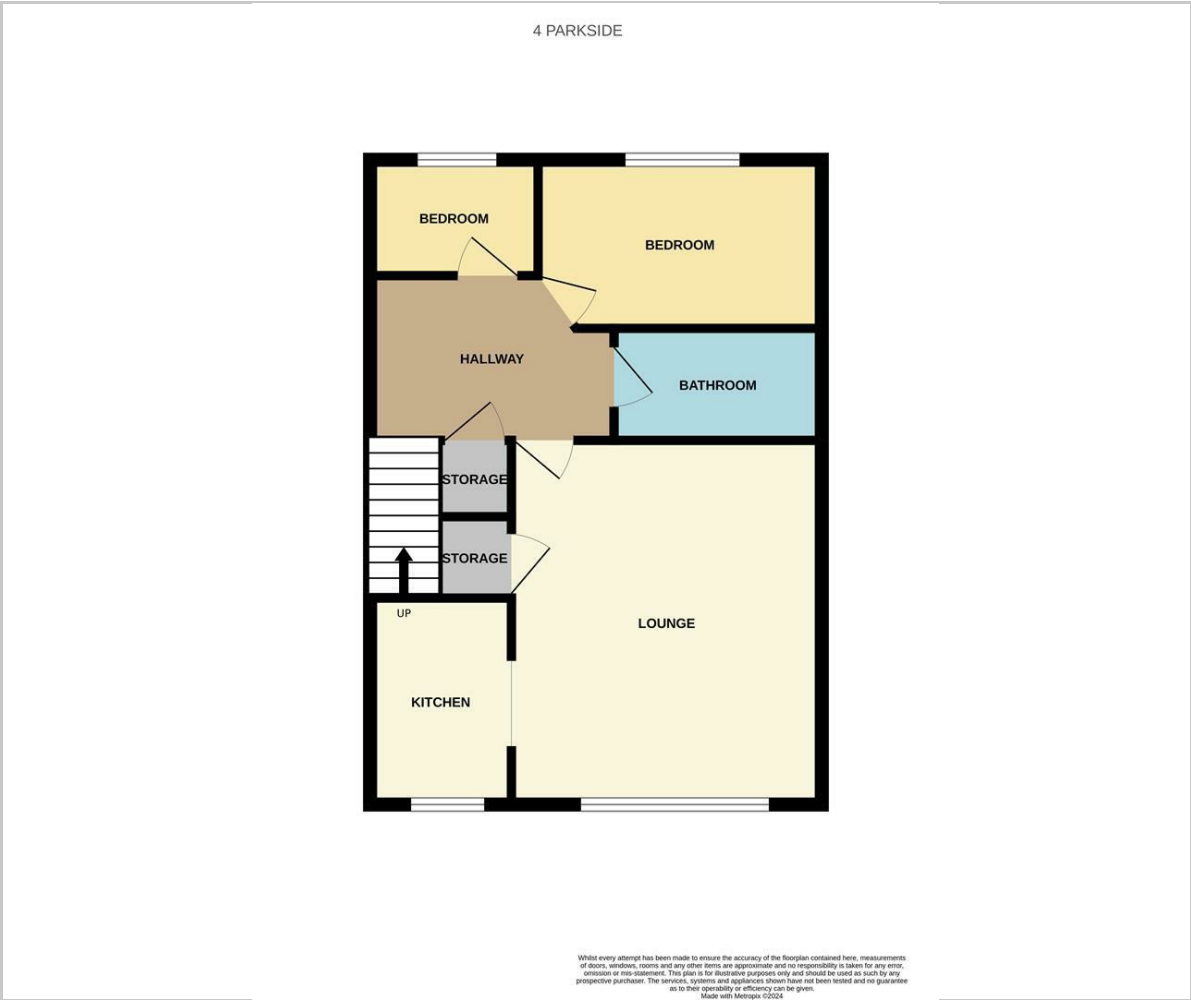 4 PARKSIDE
BEDROOM
BEDROOM
HALLWAY
BATHROOM
STORAGE
STORAGE
UP
LOUNGE
KITCHEN
Whilst every attempt has been made to ensure the accuracy of the floorplan contained here, measurements
of doors, windows, rooms and any other items are approximate and no responsibility is taken for any error,
omission or mis-statement. This plan is for illustrative purposes only and should be used as such by any
prospective purchaser. The services, systems and appliances shown have not been tested and no guarantee
as to their operability or efficiency can be given.
Made with Metropix ©2024